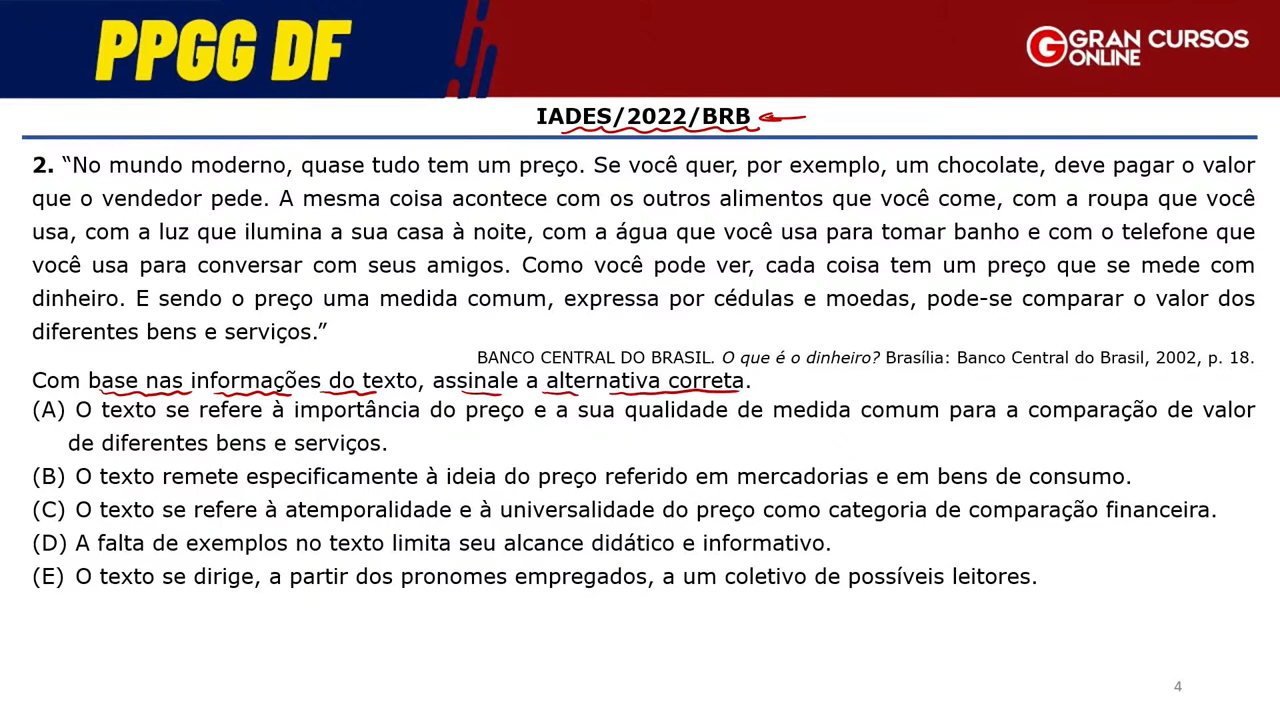 PPGG DF
GRAN CURSOS
ONLINE
IADES/2022/BRB
2. “No mundo moderno, quase tudo tem um preço. Se você quer, por exemplo, um chocolate, deve pagar o valor
que o vendedor pede. A mesma coisa acontece com os outros alimentos que você come, com a roupa que você
usa, com a luz que ilumina a sua casa à noite, com a água que você usa para tomar banho e com o telefone que
você usa para conversar com seus amigos. Como você pode ver, cada coisa tem um preço que se mede com
dinheiro. E sendo o preço uma medida comum, expressa por cédulas e moedas, pode-se comparar o valor dos
diferentes bens e serviços.”
BANCO CENTRAL DO BRASIL. O que é o dinheiro? Brasília: Banco Central do Brasil, 2002, p. 18.
Com base nas informações do texto, assinale a alternativa correta.
(A) O texto se refere à importância do preço e a sua qualidade de medida comum para a comparação de valor
de diferentes bens e serviços.
(B) O texto remete especificamente à ideia do preço referido em mercadorias e em bens de consumo.
(C) O texto se refere à atemporalidade e à universalidade do preço como categoria de comparação financeira.
(D) A falta de exemplos no texto limita seu alcance didático e informativo.
(E) O texto se dirige, a partir dos pronomes empregados, a um coletivo de possíveis leitores.
4